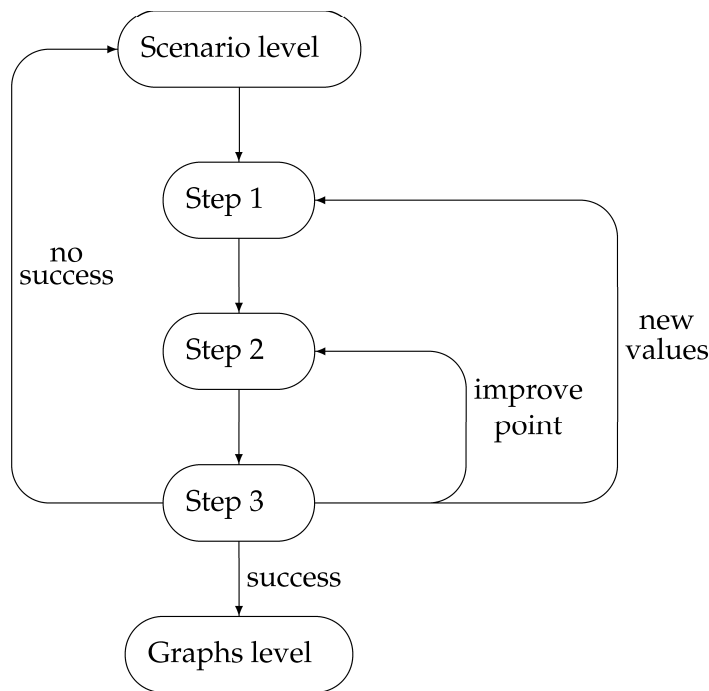 Scenario level
Step 1
no
success
Step 2
new
values
improve
point
Step 3
success
Graphs level